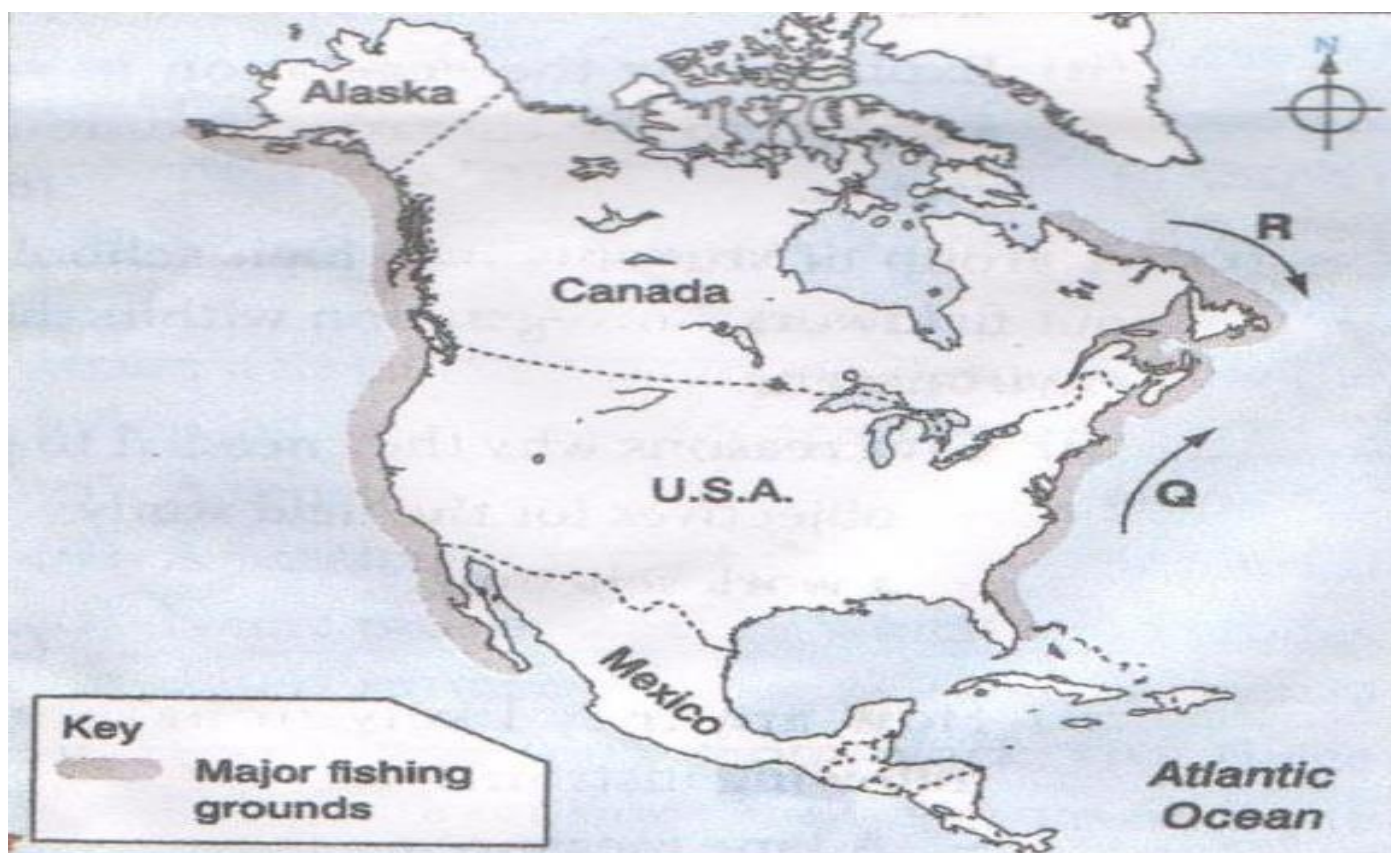 N
Alaska
R
Canada
U.S.A.
Q
Mexico
Key
Major fishing
grounds
Atlantic
Ocean